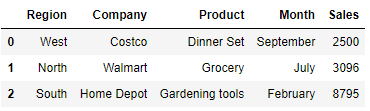 Region Company Product Month Sales
0 West Costco Dinner Set September 2500
1 North Walmart Grocery July 3096
2 South Home Depot Gardening tools February 8795